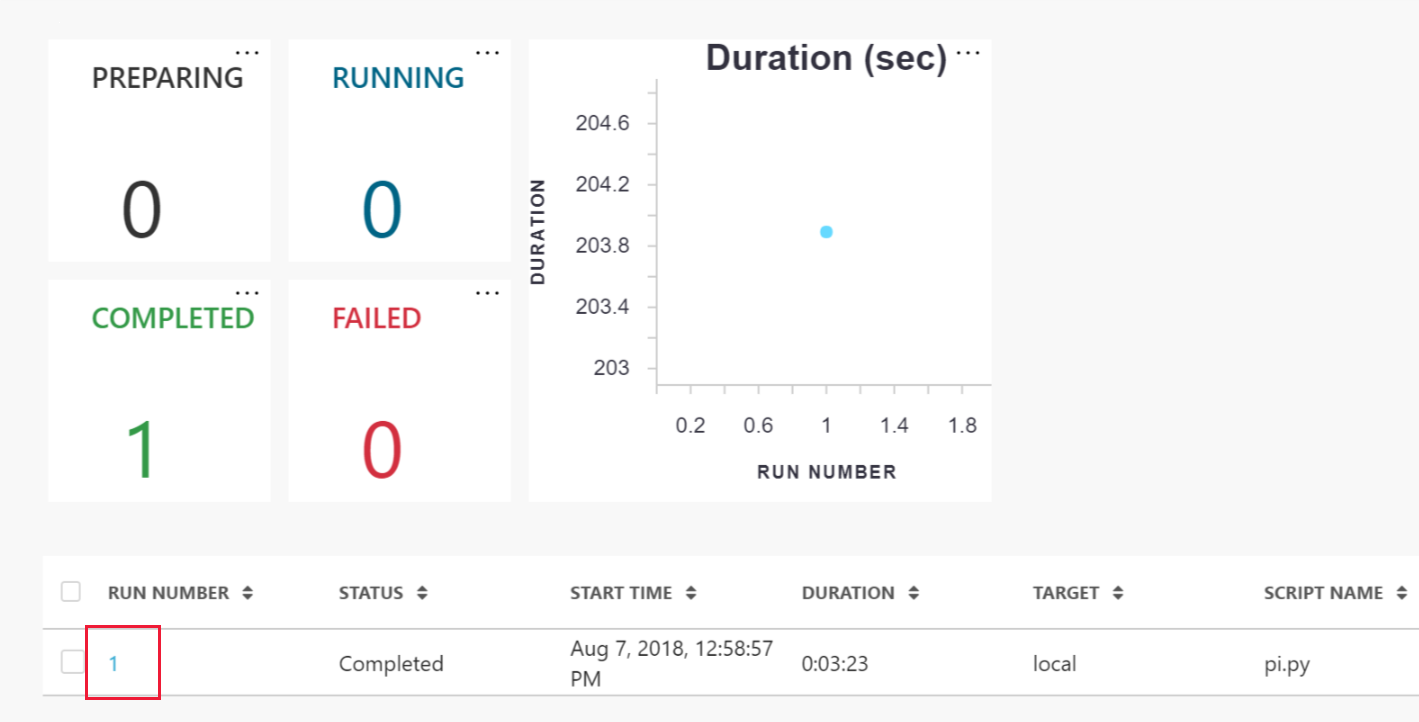 PREPARING
...
0
RUNNING
...
0
COMPLETED
...
1
FAILED
...
0
Duration (sec)
...
DURATION
204.6
204.2
203.8
203.4
203
0.2 0.6 1 1.4 1.8
RUN NUMBER
RUN NUMBER STATUS START TIME DURATION TARGET SCRIPT NAME
1 Completed Aug 7, 2018, 12:58:57 PM 0:03:23 local pi.py